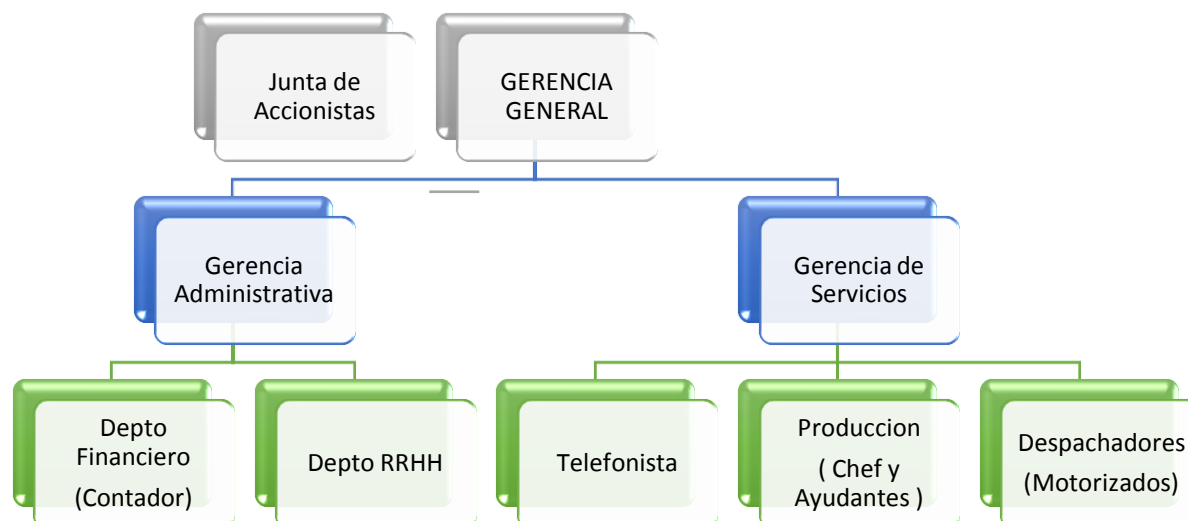 Junta de
Accionistas
GERENCIA
GENERAL
Gerencia
Administrativa
Gerencia de
Servicios
Depto
Financiero
(Contador)
Depto RRHH
Telefonista
Produccion
( Chef y
Ayudantes )
Despachadores
(Motorizados)